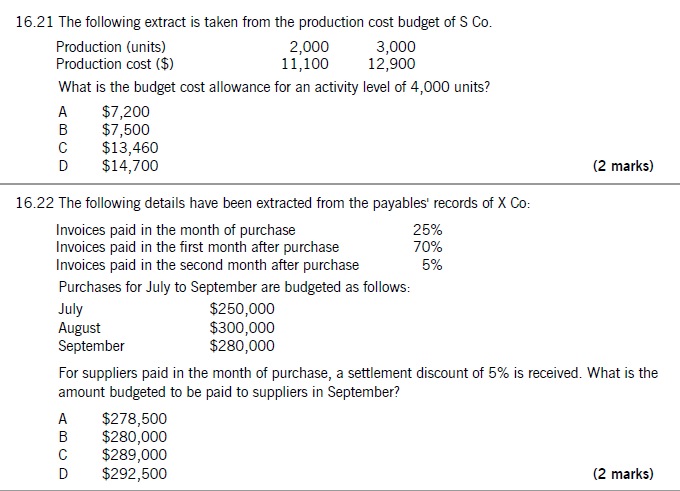 16.21 The following extract is taken from the production cost budget of S Co.
Production (units) 2,000 3,000
Production cost ($) 11,100 12,900
What is the budget cost allowance for an activity level of 4,000 units?
A $7,200
B $7,500
C $13,460
D $14,700 (2 marks)
16.22 The following details have been extracted from the payables' records of X Co:
Invoices paid in the month of purchase 25%
Invoices paid in the first month after purchase 70%
Invoices paid in the second month after purchase 5%
Purchases for July to September are budgeted as follows:
July $250,000
August $300,000
September $280,000
For suppliers paid in the month of purchase, a settlement discount of 5% is received. What is the
amount budgeted to be paid to suppliers in September?
A $278,500
B $280,000
C $289,000
D $292,500 (2 marks)